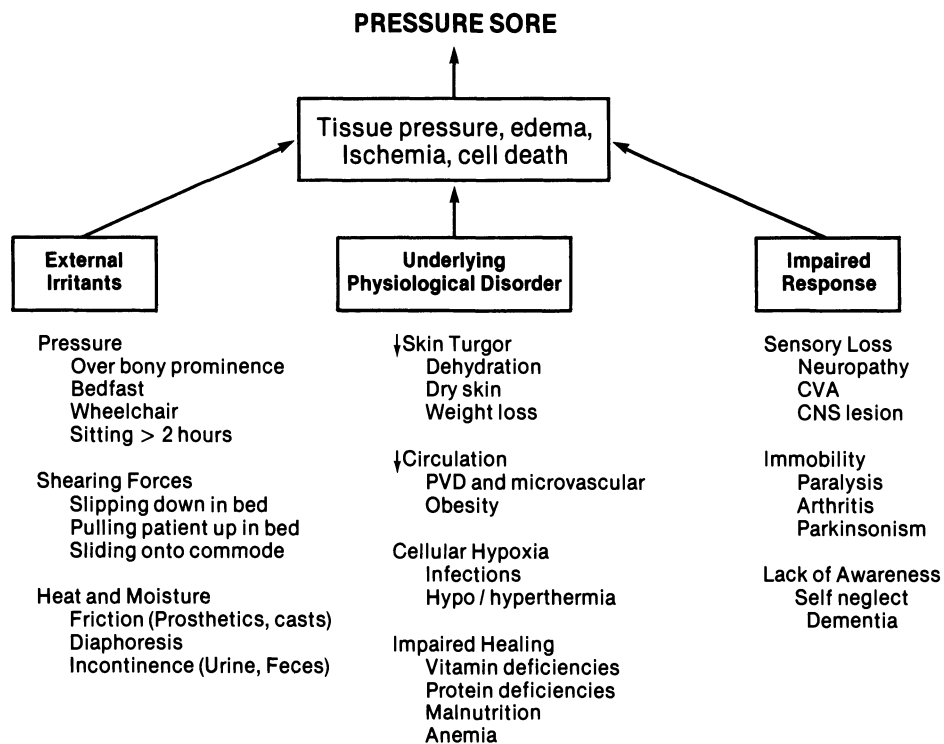 PRESSURE SORE
Tissue pressure, edema,
Ischemia, cell death
External
Irritants
Pressure
Over bony prominence
Bedfast
Wheelchair
Sitting > 2 hours
Shearing Forces
Slipping down in bed
Pulling patient up in bed
Sliding onto commode
Heat and Moisture
Friction (Prosthetics, casts)
Diaphoresis
Incontinence (Urine, Feces)
Underlying
Physiological Disorder
↓Skin Turgor
Dehydration
Dry skin
Weight loss
↓Circulation
PVD and microvascular
Obesity
Cellular Hypoxia
Infections
Hypo / hyperthermia
Impaired Healing
Vitamin deficiencies
Protein deficiencies
Malnutrition
Anemia
Impaired
Response
Sensory Loss
Neuropathy
CVA
CNS lesion
Immobility
Paralysis
Arthritis
Parkinsonism
Lack of Awareness
Self neglect
Dementia